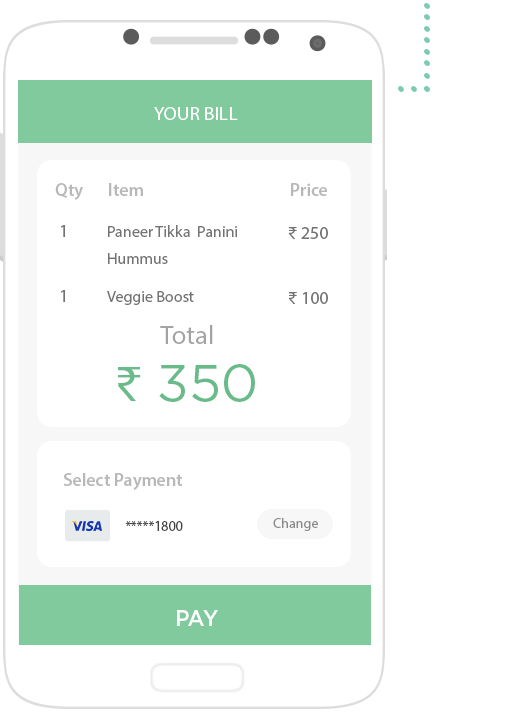 YOUR BILL
Qty Item Price
1 Paneer Tikka Panini ₹ 250
Hummus
1 Veggie Boost ₹ 100
Total
₹ 350
Select Payment
VISA *****1800 Change
PAY